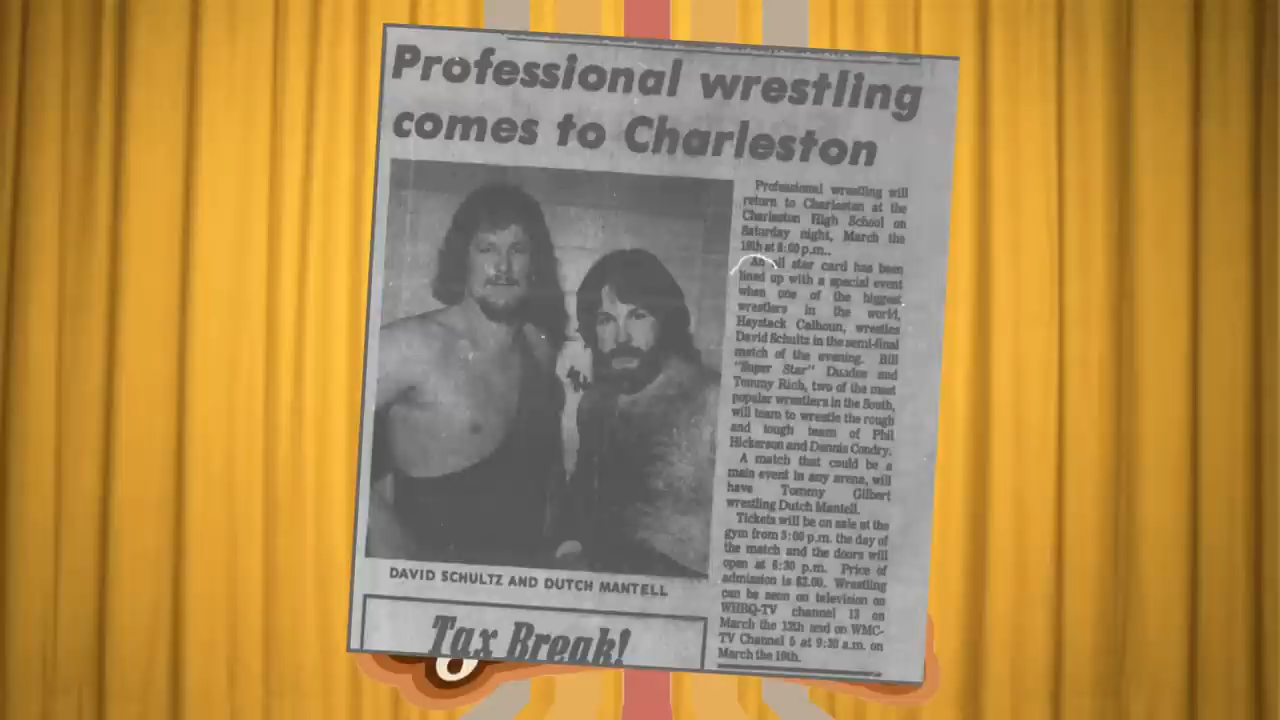 Professional wrestling
comes to Charleston
Professional wrestling will
return to Charleston at the
Charleston High School on
Saturday night, March the
19th at 8:00 p.m..
An all star card has been
lined up with a special event
when one of the biggest
wrestlers in the world,
Haystack Calhoun, wrestles
David Schultz in the semi-final
match of the evening. Bill
"Super Star" Dundee and
Tommy Rich, two of the most
popular wrestlers in the South,
will team to wrestle the rough
and tough team of Phil
Hickerson and Dennis Condry.
A match that could be a
main event in any arena, will
have Tommy Gilbert
wrestling Dutch Mantell.
Tickets will be on sale at the
gym from 5:00 p.m. the day of
the match and the doors will
open at 6:30 p.m. Price of
admission is $2.00. Wrestling
can be seen on television on
WHBQ-TV channel 13 on
March the 12th and on WMC-
TV Channel 5 at 9:30 a.m. on
March the 19th.
DAVID SCHULTZ AND DUTCH MANTELL
Tax Break!